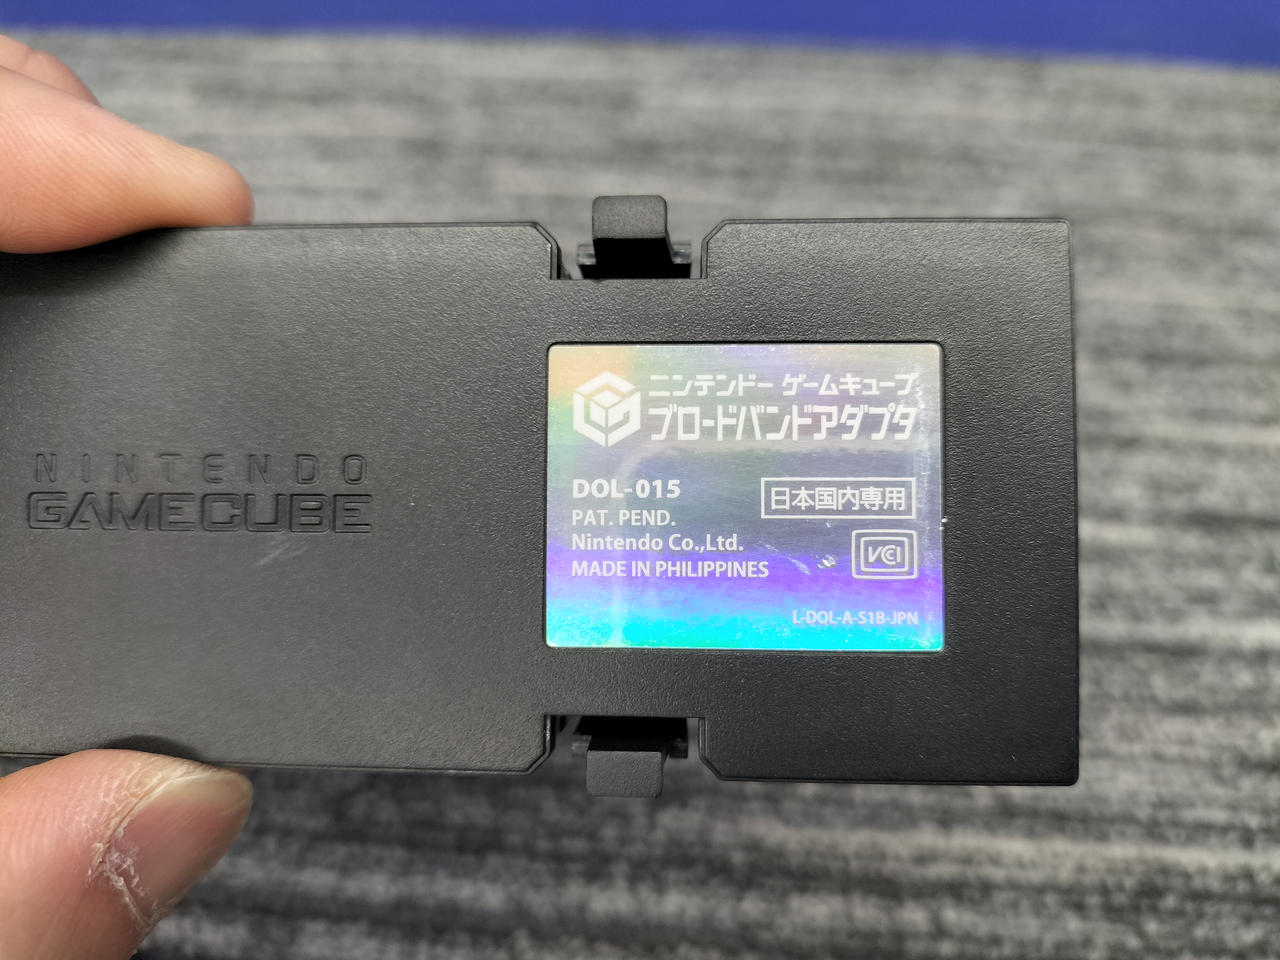 NINTENDO
GAMECUBE
ニンテンドー ゲームキューブ
ブロードバンドアダプタ
DOL-015
日本国内専用
PAT. PEND.
Nintendo Co.,Ltd.
VCCI
MADE IN PHILIPPINES
L-DOL-A-S1B-JPN